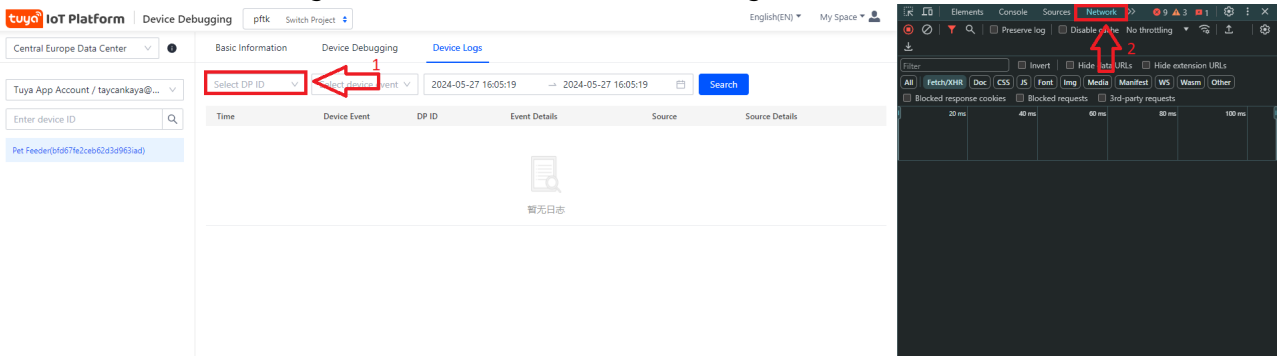 tuya IoT Platform Device Debugging pftk Switch Project English(EN) My Space
Central Europe Data Center
Basic Information Device Debugging Device Logs
1
Tuya App Account / taycankaya@...
Select DP ID Select device event 2024-05-27 16:05:19 → 2024-05-27 16:05:19 Search
Enter device ID
Time Device Event DP ID Event Details Source Source Details
Pet Feeder(bfd67fe2ceb62d3d963iad)
暂无日志
Elements Console Sources Network 9 3 1
Preserve log Disable cache No throttling
2
Filter Invert Hide data URLs Hide extension URLs
All Fetch/XHR Doc CSS JS Font Img Media Manifest WS Wasm Other
Blocked response cookies Blocked requests 3rd-party requests
20 ms 40 ms 60 ms 80 ms 100 ms